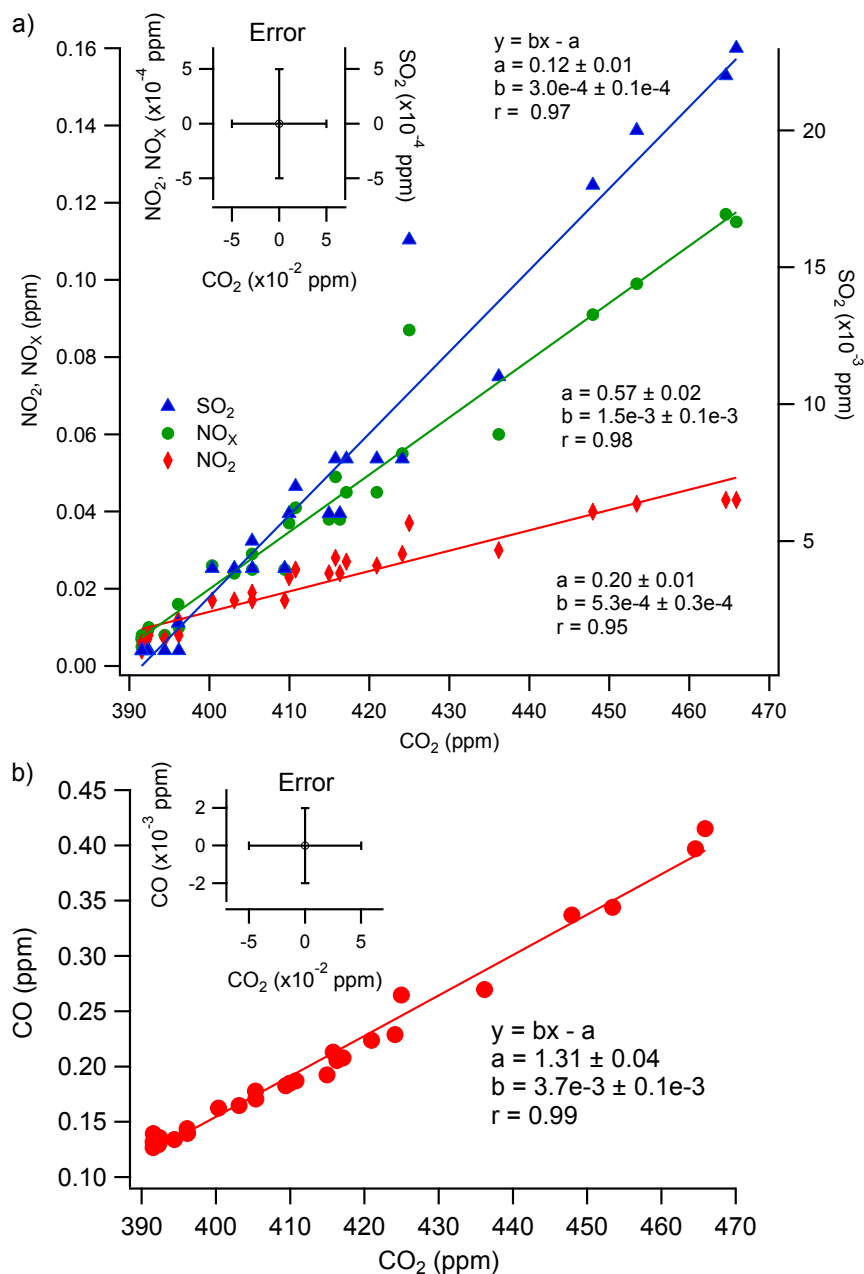 a)
Error
NO2, NOX (x10-4 ppm)
5
0
-5
SO2 (x10-4 ppm)
5
0
-5
-5 0 5
CO2 (x10-2 ppm)
y = bx - a
a = 0.12 ± 0.01
b = 3.0e-4 ± 0.1e-4
r = 0.97
NO2, NOX (ppm)
0.16
0.14
0.12
0.10
0.08
0.06
0.04
0.02
0.00
SO2
NOX
NO2
a = 0.57 ± 0.02
b = 1.5e-3 ± 0.1e-3
r = 0.98
a = 0.20 ± 0.01
b = 5.3e-4 ± 0.3e-4
r = 0.95
SO2 (x10-3 ppm)
20
15
10
5
390 400 410 420 430 440 450 460 470
CO2 (ppm)
b)
Error
CO (x10-3 ppm)
2
0
-2
-5 0 5
CO2 (x10-2 ppm)
CO (ppm)
0.45
0.40
0.35
0.30
0.25
0.20
0.15
0.10
y = bx - a
a = 1.31 ± 0.04
b = 3.7e-3 ± 0.1e-3
r = 0.99
390 400 410 420 430 440 450 460 470
CO2 (ppm)